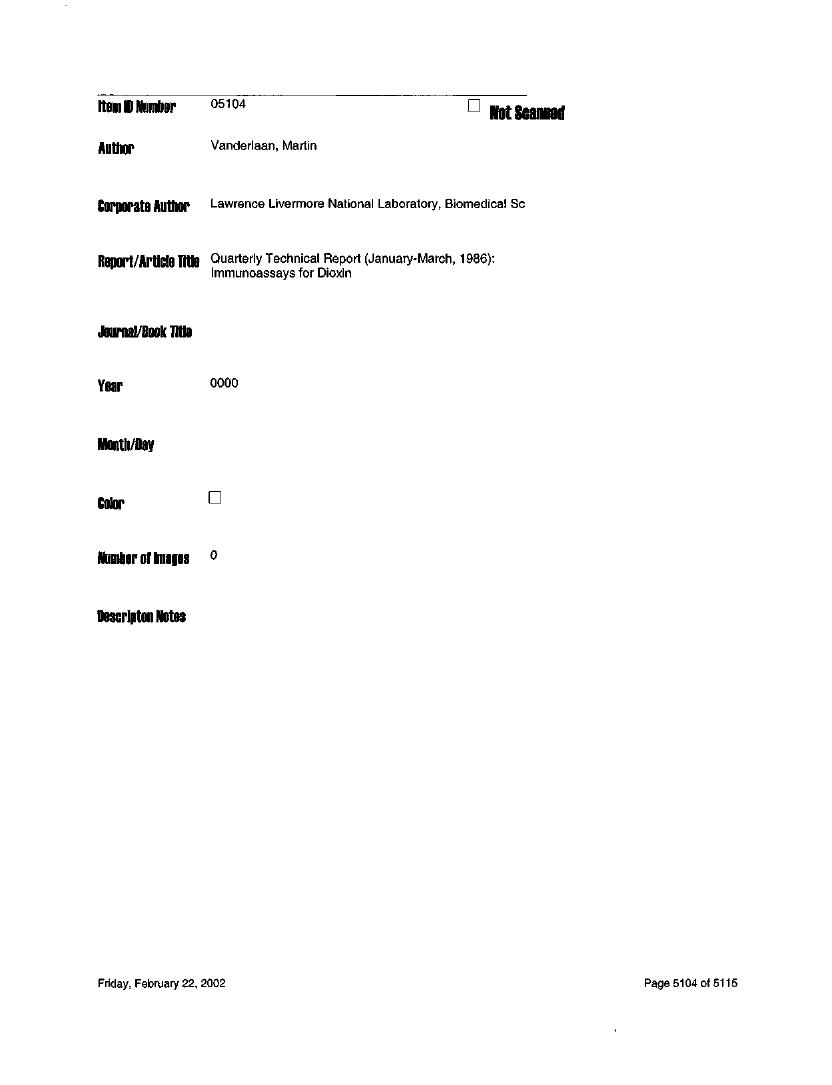 Item ID Number 05104 Not Scanned
Author Vanderlaan, Martin
Corporate Author Lawrence Livermore National Laboratory, Biomedical Sc
Report/Article Title Quarterly Technical Report (January-March, 1986):
Immunoassays for Dioxin
Journal/Book Title
Year 0000
Month/Day
Color
Number of Images 0
Descripton Notes
Friday, February 22, 2002 Page 5104 of 5115